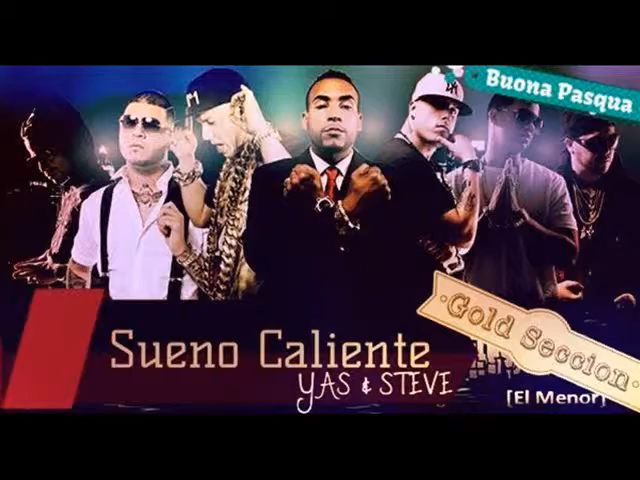 Buona Pasqua
Sueno Caliente
YAS & STEVE
Gold Seccion
[El Menor]